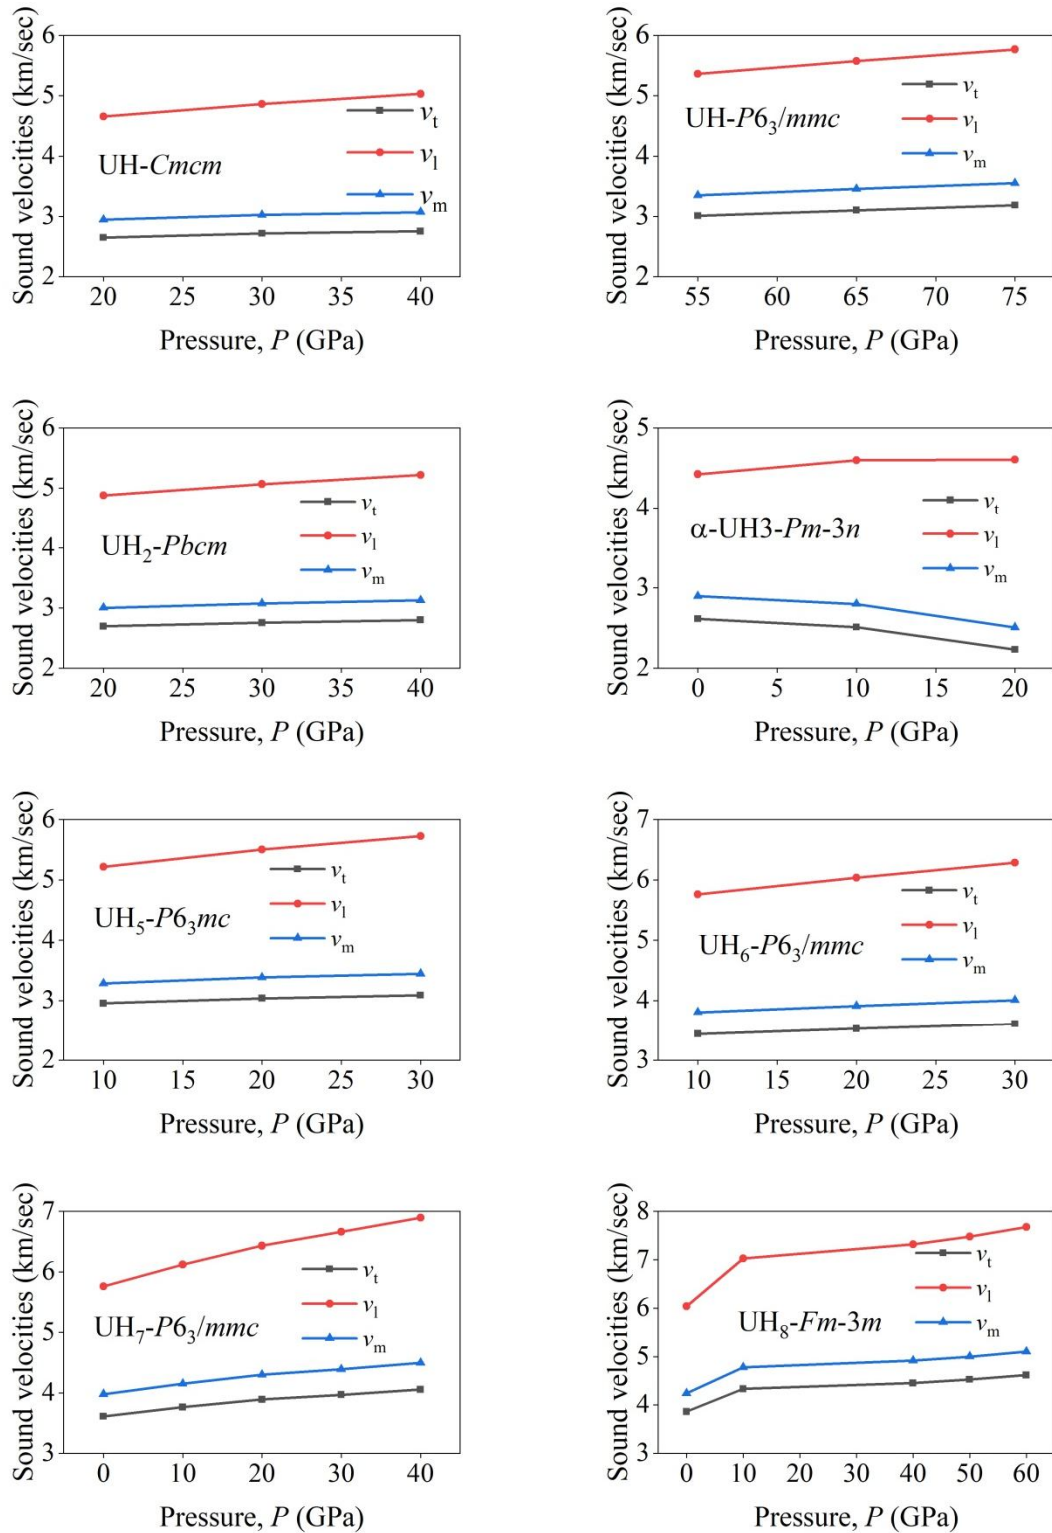 Sound velocities (km/sec)
6
5
4
3
2
UH-Cmcm
vt
vl
vm
20 25 30 35 40
Pressure, P (GPa)
Sound velocities (km/sec)
6
5
4
3
2
UH-P6₃/mmc
vt
vl
vm
55 60 65 70 75
Pressure, P (GPa)
Sound velocities (km/sec)
6
5
4
3
2
UH₂-Pbcm
vt
vl
vm
20 25 30 35 40
Pressure, P (GPa)
Sound velocities (km/sec)
5
4
3
2
α-UH3-Pm-3n
vt
vl
vm
0 5 10 15 20
Pressure, P (GPa)
Sound velocities (km/sec)
6
5
4
3
2
UH₅-P6₃mc
vt
vl
vm
10 15 20 25 30
Pressure, P (GPa)
Sound velocities (km/sec)
7
6
5
4
3
UH₆-P6₃/mmc
vt
vl
vm
10 15 20 25 30
Pressure, P (GPa)
Sound velocities (km/sec)
7
6
5
4
3
UH₇-P6₃/mmc
vt
vl
vm
0 10 20 30 40
Pressure, P (GPa)
Sound velocities (km/sec)
8
7
6
5
4
3
UH₈-Fm-3m
vt
vl
vm
0 10 20 30 40 50 60
Pressure, P (GPa)